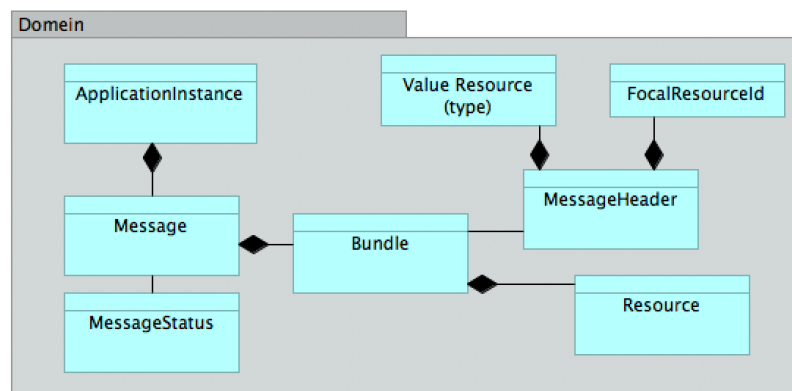 Domein
ApplicationInstance
Value Resource
(type)
FocalResourceId
Message
MessageHeader
Bundle
MessageStatus
Resource